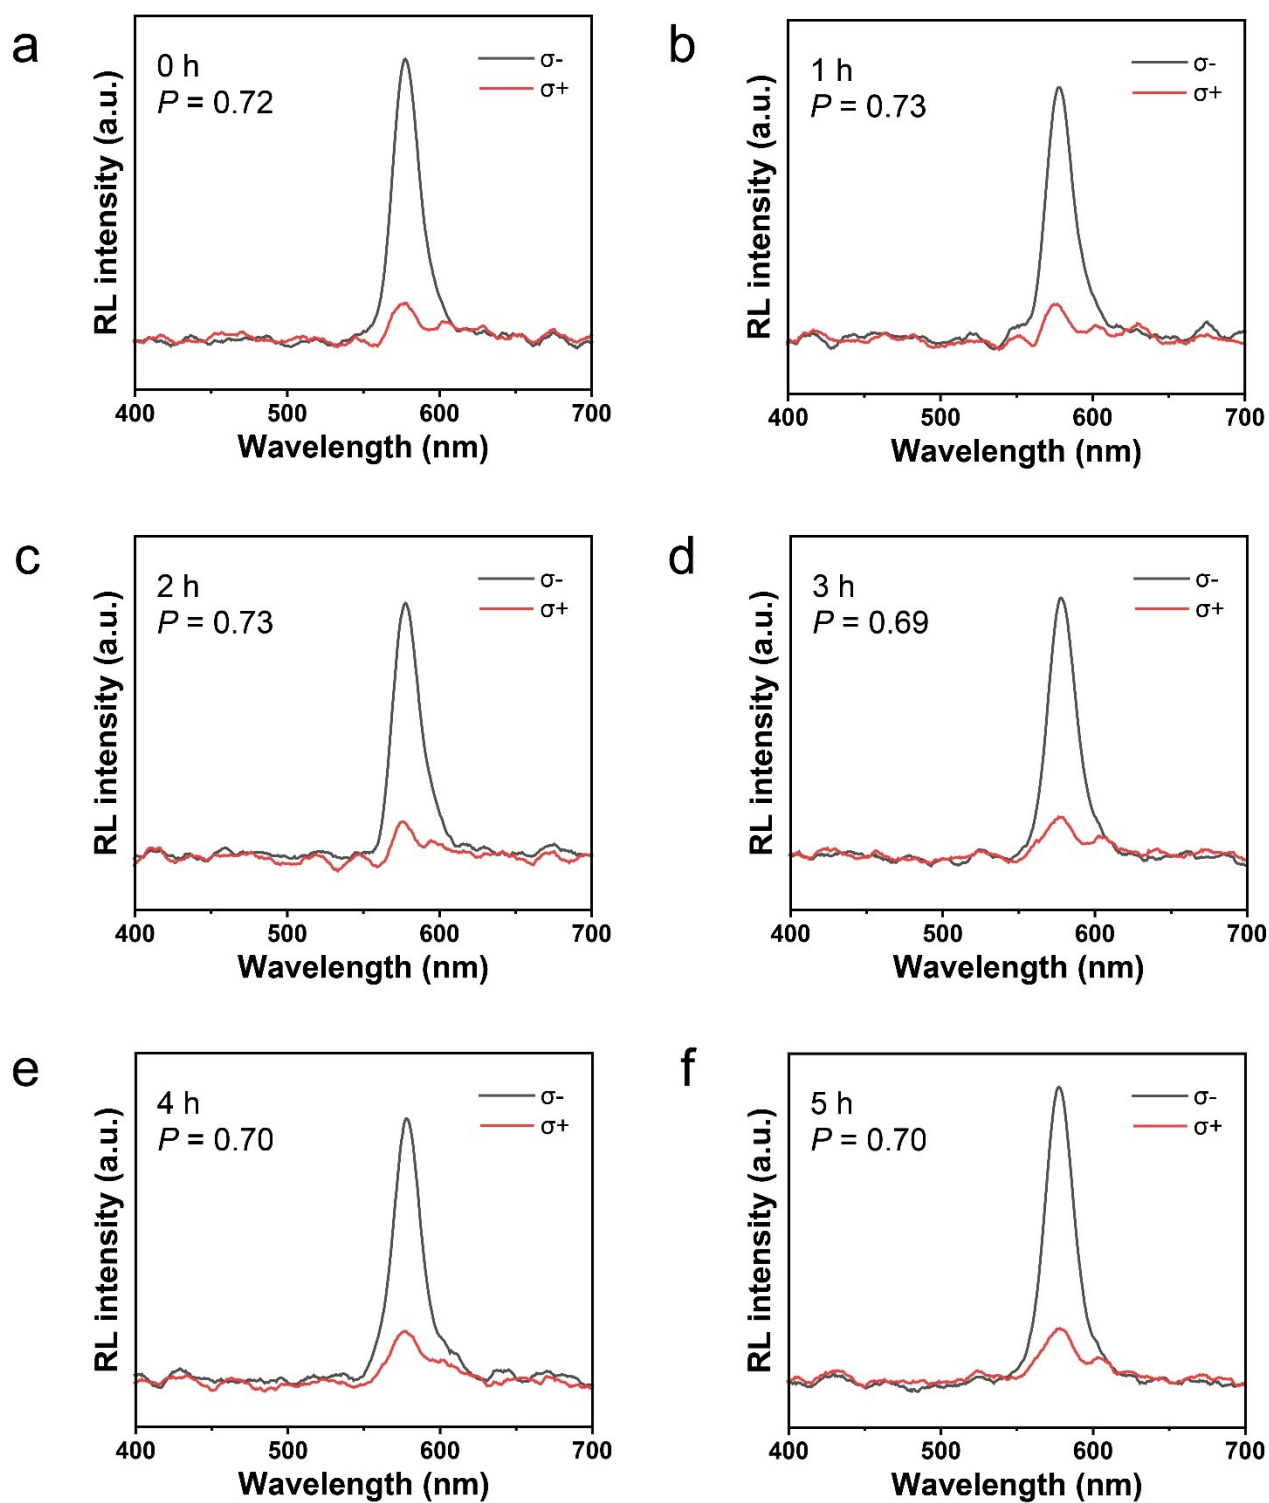 a
0 h
P = 0.72
σ-
σ+
RL intensity (a.u.)
400 500 600 700
Wavelength (nm)
b
1 h
P = 0.73
σ-
σ+
RL intensity (a.u.)
400 500 600 700
Wavelength (nm)
c
2 h
P = 0.73
σ-
σ+
RL intensity (a.u.)
400 500 600 700
Wavelength (nm)
d
3 h
P = 0.69
σ-
σ+
RL intensity (a.u.)
400 500 600 700
Wavelength (nm)
e
4 h
P = 0.70
σ-
σ+
RL intensity (a.u.)
400 500 600 700
Wavelength (nm)
f
5 h
P = 0.70
σ-
σ+
RL intensity (a.u.)
400 500 600 700
Wavelength (nm)